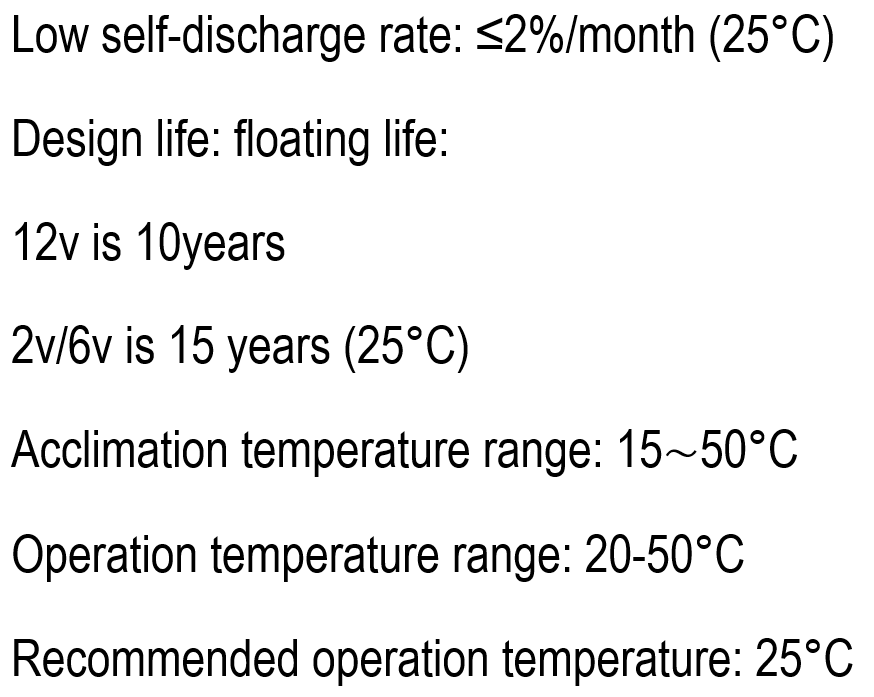 Low self-discharge rate: ≤2%/month (25°C)
Design life: floating life:
12v is 10years
2v/6v is 15 years (25°C)
Acclimation temperature range: 15～50°C
Operation temperature range: 20-50°C
Recommended operation temperature: 25°C